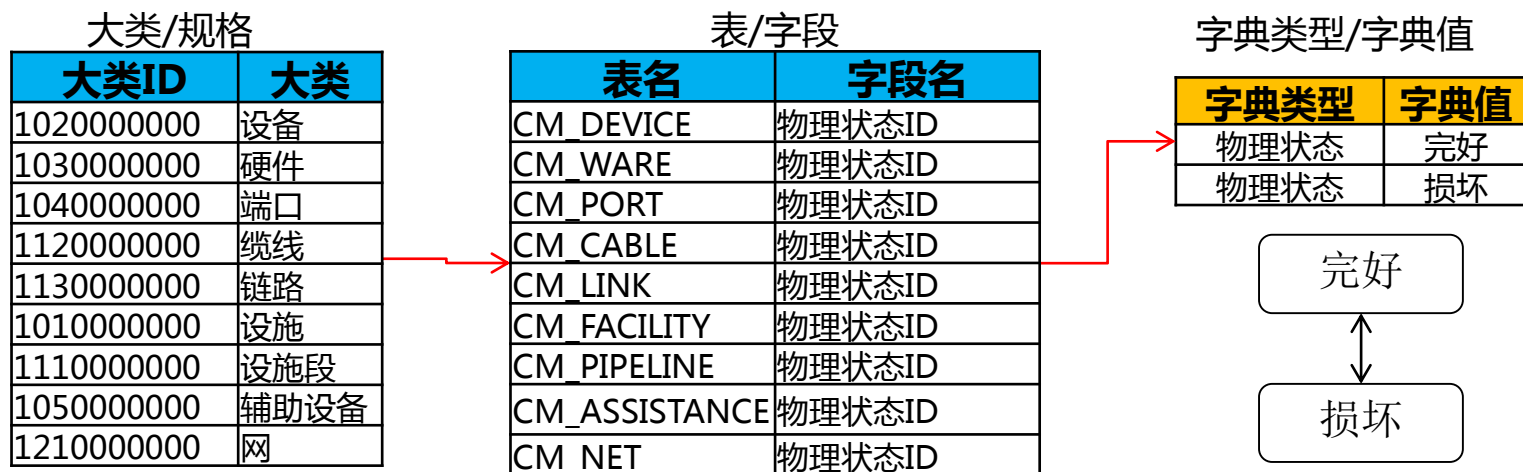 大类/规格
大类ID 大类
1020000000 设备
1030000000 硬件
1040000000 端口
1120000000 缆线
1130000000 链路
1010000000 设施
1110000000 设施段
1050000000 辅助设备
1210000000 网
表/字段
表名 字段名
CM_DEVICE 物理状态ID
CM_WARE 物理状态ID
CM_PORT 物理状态ID
CM_CABLE 物理状态ID
CM_LINK 物理状态ID
CM_FACILITY 物理状态ID
CM_PIPELINE 物理状态ID
CM_ASSISTANCE 物理状态ID
CM_NET 物理状态ID
字典类型/字典值
字典类型 字典值
物理状态 完好
物理状态 损坏
完好
损坏